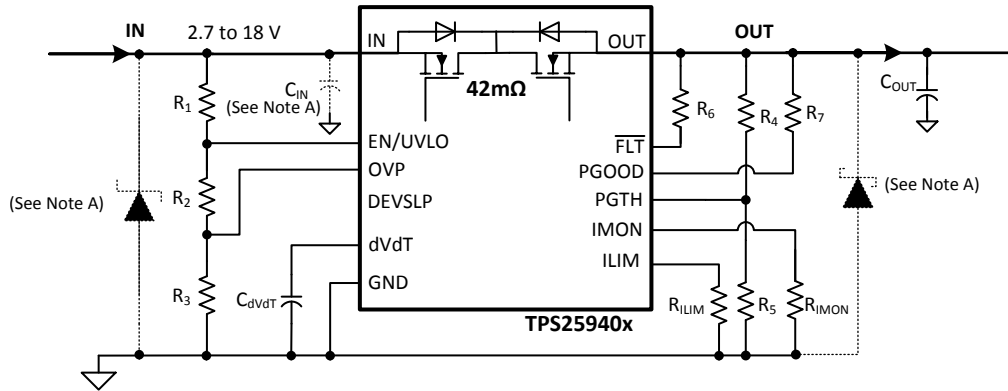 IN
2.7 to 18 V
IN
OUT
OUT
42mΩ
R1
CIN
(See Note A)
R6
R4
R7
COUT
EN/UVLO
FLT
OVP
PGOOD
R2
(See Note A)
DEVSLP
PGTH
(See Note A)
IMON
dVdT
ILIM
R3
CdVdT
GND
RILIM
R5
RIMON
TPS25940x